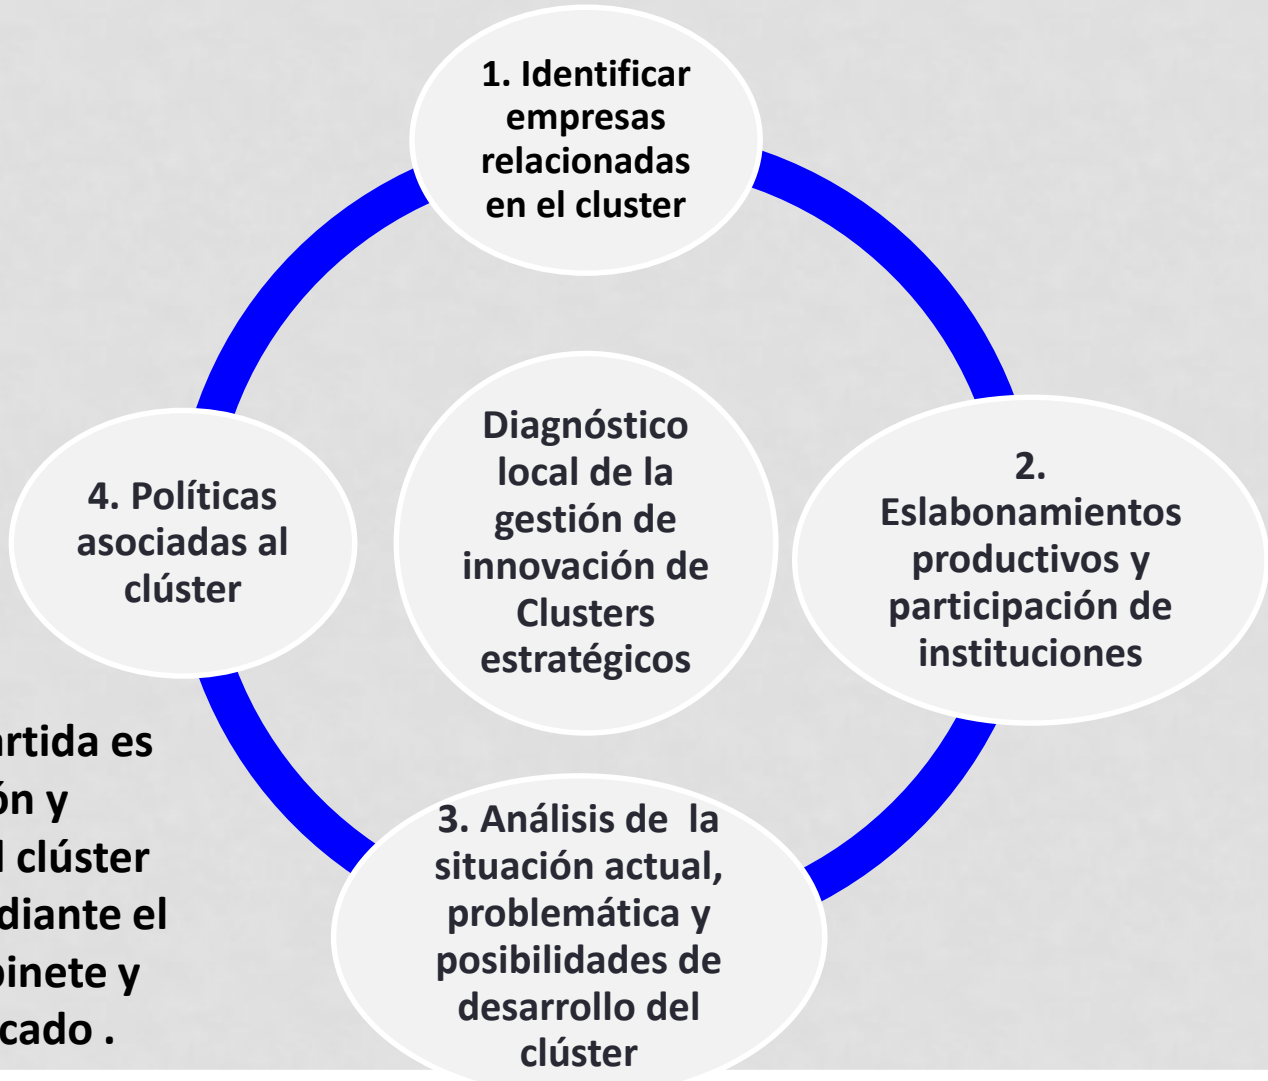 1. Identificar
empresas
relacionadas
en el cluster
Diagnóstico
local de la
gestión de
innovación de
Clusters
estratégicos
2.
Eslabonamientos
productivos y
participación de
instituciones
3. Análisis de la
situación actual,
problemática y
posibilidades de
desarrollo del
clúster
4. Políticas
asociadas al
clúster
es
y
clúster
el
y
.